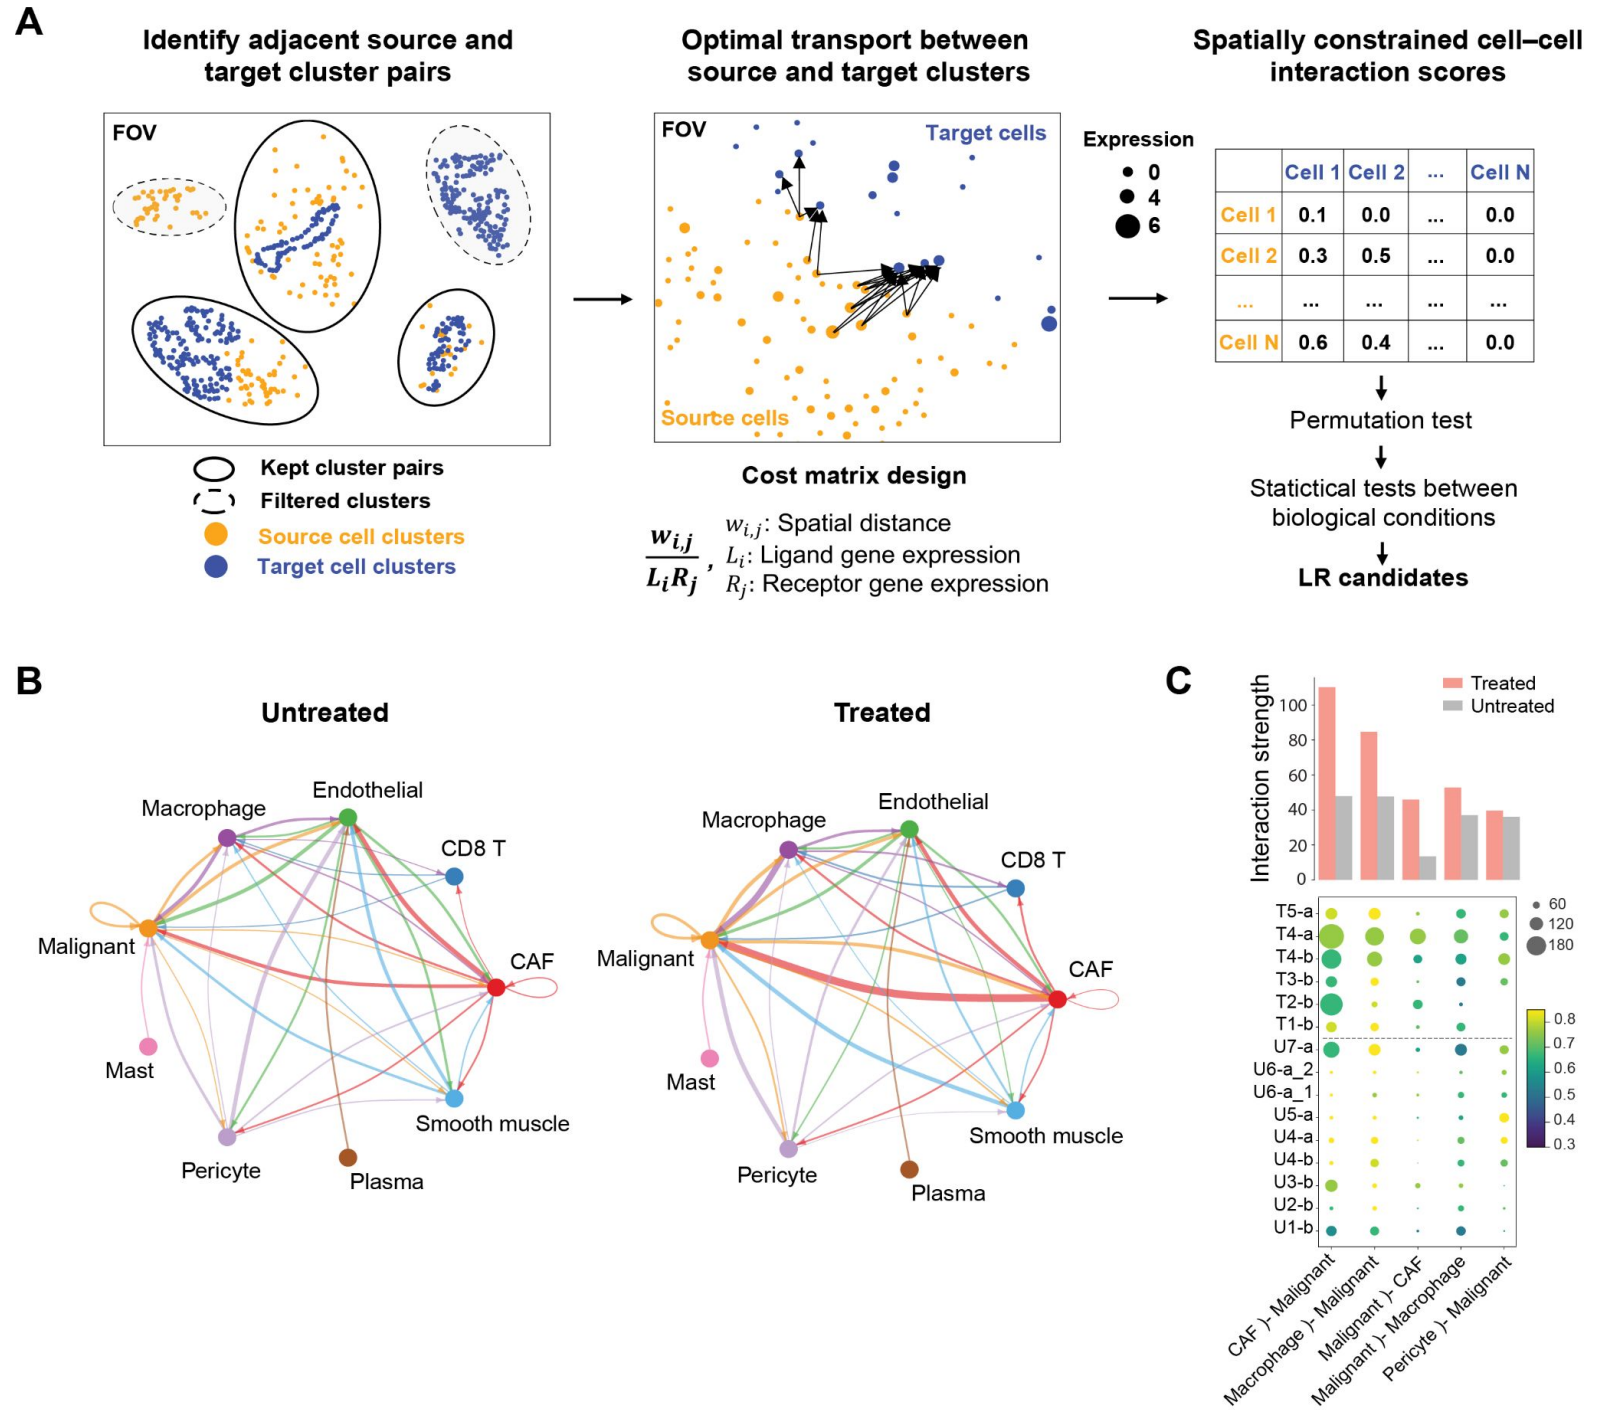 A
Identify adjacent source and
target cluster pairs
FOV
Kept cluster pairs
Filtered clusters
Source cell clusters
Target cell clusters
Optimal transport between
source and target clusters
FOV
Target cells
Source cells
Expression
0
4
6
Cost matrix design
w_{i,j} / L_i R_j ,
w_{i,j}: Spatial distance
L_i: Ligand gene expression
R_j: Receptor gene expression
Spatially constrained cell–cell
interaction scores
Cell 1 Cell 2 ... Cell N
Cell 1 0.1 0.0 ... 0.0
Cell 2 0.3 0.5 ... 0.0
... ... ... ... ...
Cell N 0.6 0.4 ... 0.0
Permutation test
Statictical tests between
biological conditions
LR candidates
B
Untreated
Endothelial
Macrophage
CD8 T
Malignant
CAF
Mast
Smooth muscle
Pericyte
Plasma
Treated
Endothelial
Macrophage
CD8 T
Malignant
CAF
Mast
Smooth muscle
Pericyte
Plasma
C
Interaction strength
100
80
60
40
20
0
Treated
Untreated
T5-a
T4-a
T4-b
T3-b
T2-b
T1-b
U7-a
U6-a_2
U6-a_1
U5-a
U4-a
U4-b
U3-b
U2-b
U1-b
60
120
180
0.8
0.7
0.6
0.5
0.4
0.3
CAF )- Malignant
Macrophage )- Malignant
Malignant )- CAF
Malignant )- Macrophage
Pericyte )- Malignant